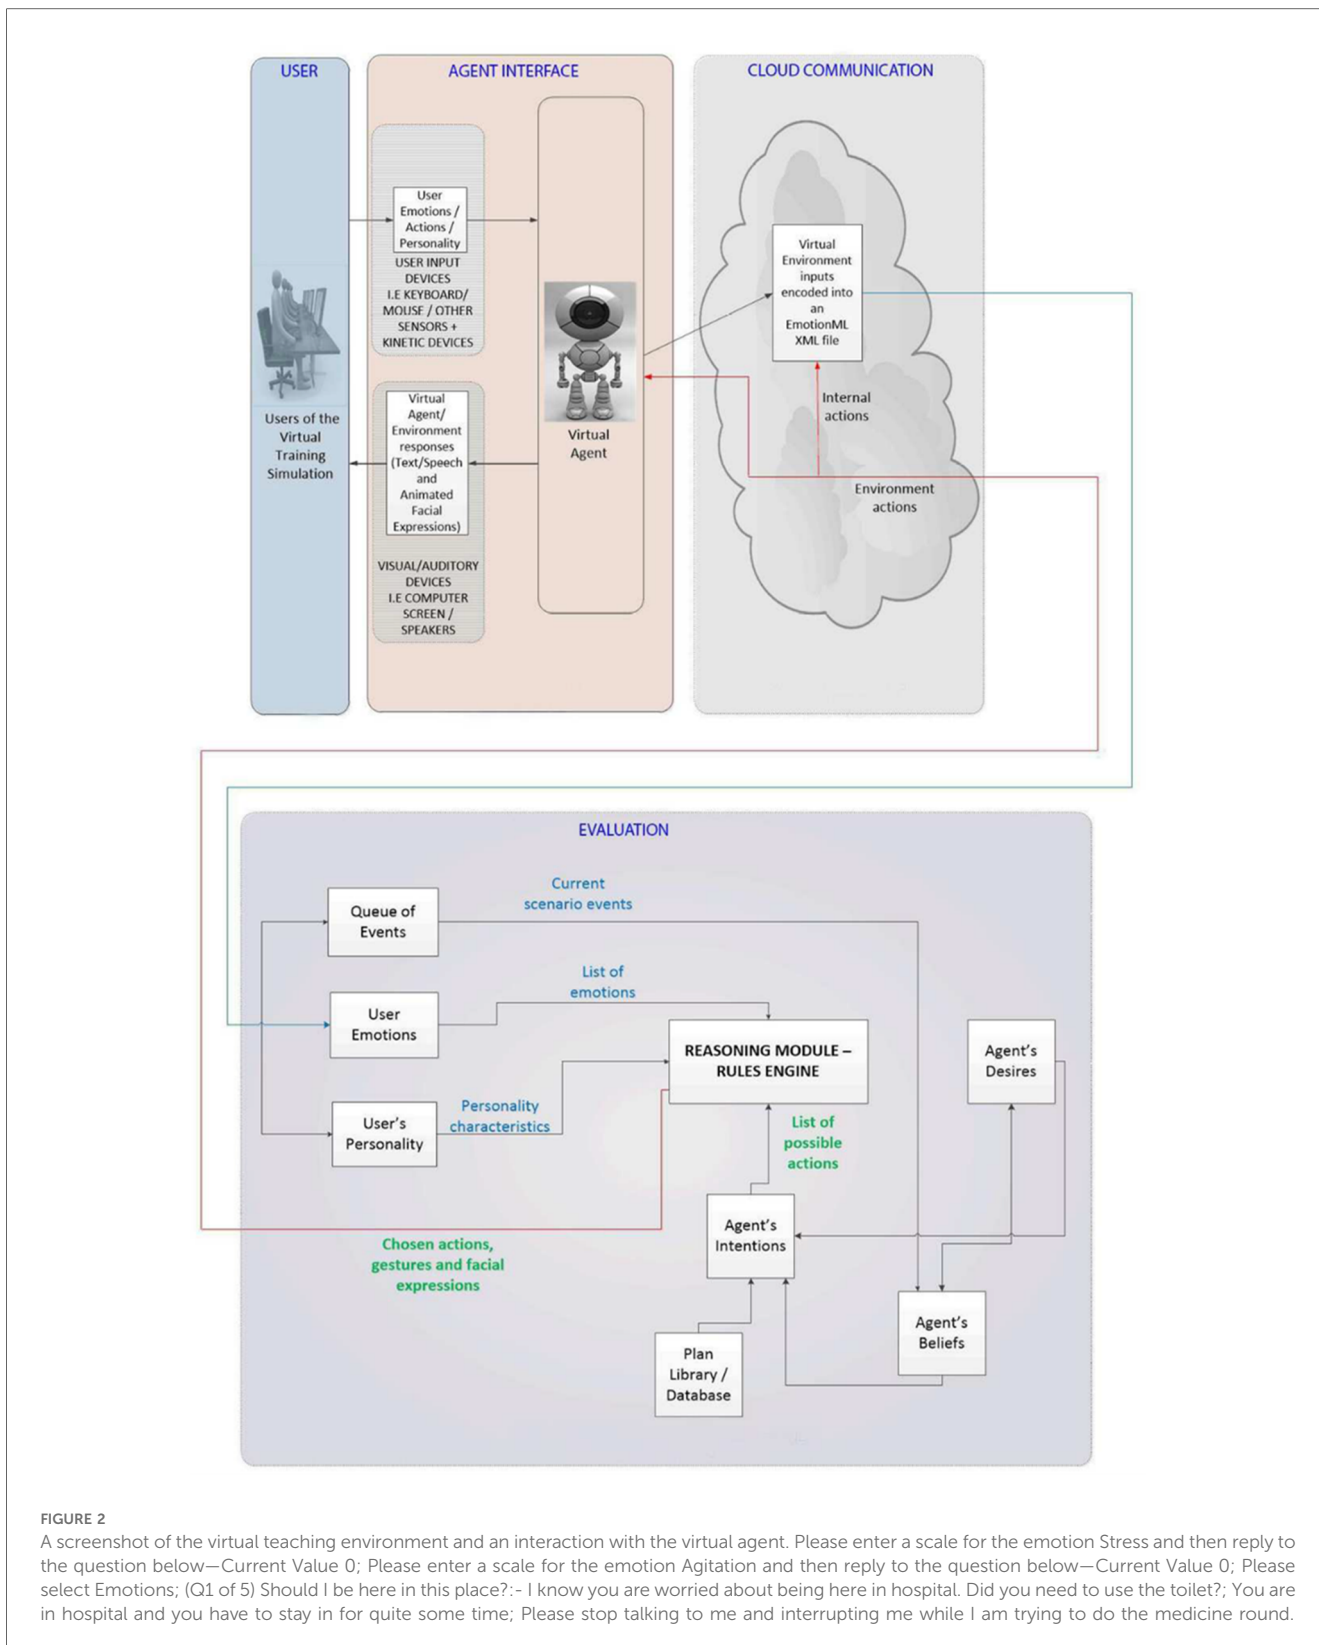 USER
AGENT INTERFACE
CLOUD COMMUNICATION
User
Emotions /
Actions /
Personality
USER INPUT
DEVICES
I.E KEYBOARD/
MOUSE / OTHER
SENSORS +
KINETIC DEVICES
Users of the
Virtual
Training
Simulation
Virtual
Agent/
Environment
responses
(Text/Speech
and
Animated
Facial
Expressions)
VISUAL/AUDITORY
DEVICES
I.E COMPUTER
SCREEN /
SPEAKERS
Virtual
Agent
Virtual
Environment
inputs
encoded into
an
EmotionML
XML file
Internal
actions
Environment
actions
EVALUATION
Queue of
Events
Current
scenario events
User
Emotions
List of
emotions
User's
Personality
Personality
characteristics
REASONING MODULE –
RULES ENGINE
Agent's
Desires
List of
possible
actions
Agent's
Intentions
Chosen actions,
gestures and facial
expressions
Agent's
Beliefs
Plan
Library /
Database
FIGURE 2
A screenshot of the virtual teaching environment and an interaction with the virtual agent. Please enter a scale for the emotion Stress and then reply to
the question below—Current Value 0; Please enter a scale for the emotion Agitation and then reply to the question below—Current Value 0; Please
select Emotions; (Q1 of 5) Should I be here in this place?:- I know you are worried about being here in hospital. Did you need to use the toilet?; You are
in hospital and you have to stay in for quite some time; Please stop talking to me and interrupting me while I am trying to do the medicine round.